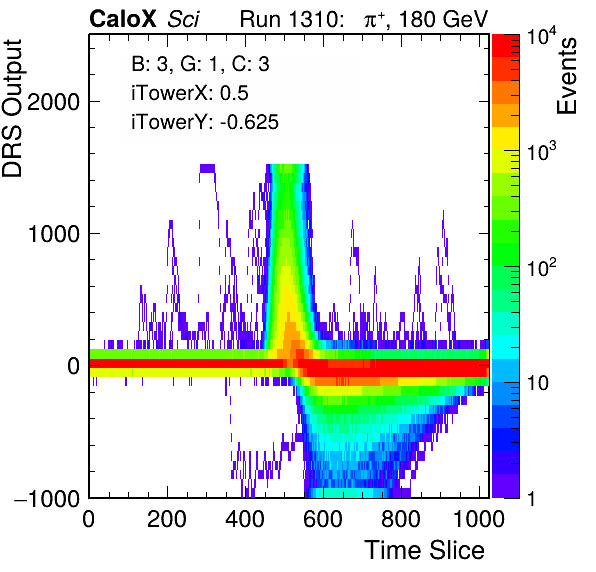 CaloX Sci Run 1310: π⁺, 180 GeV
B: 3, G: 1, C: 3
iTowerX: 0.5
iTowerY: -0.625
DRS Output
2000
1000
0
−1000
0 200 400 600 800 1000
Time Slice
Events
10⁴
10³
10²
10
1